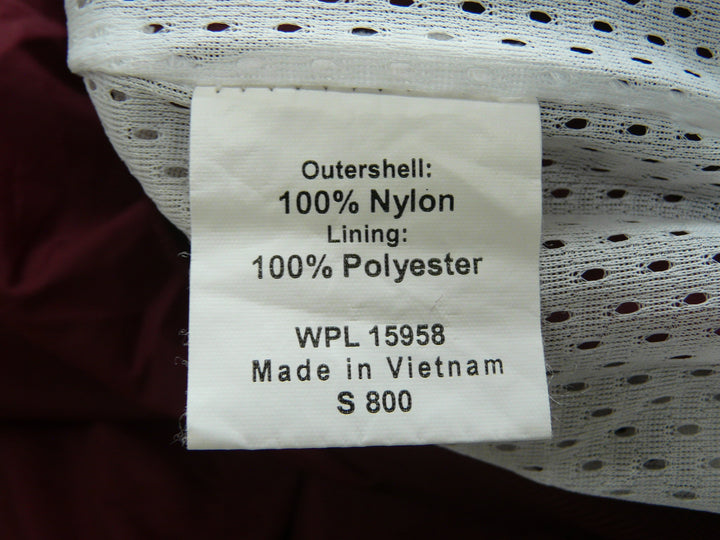 Outershell:
100% Nylon
Lining:
100% Polyester
WPL 15958
Made in Vietnam
S 800